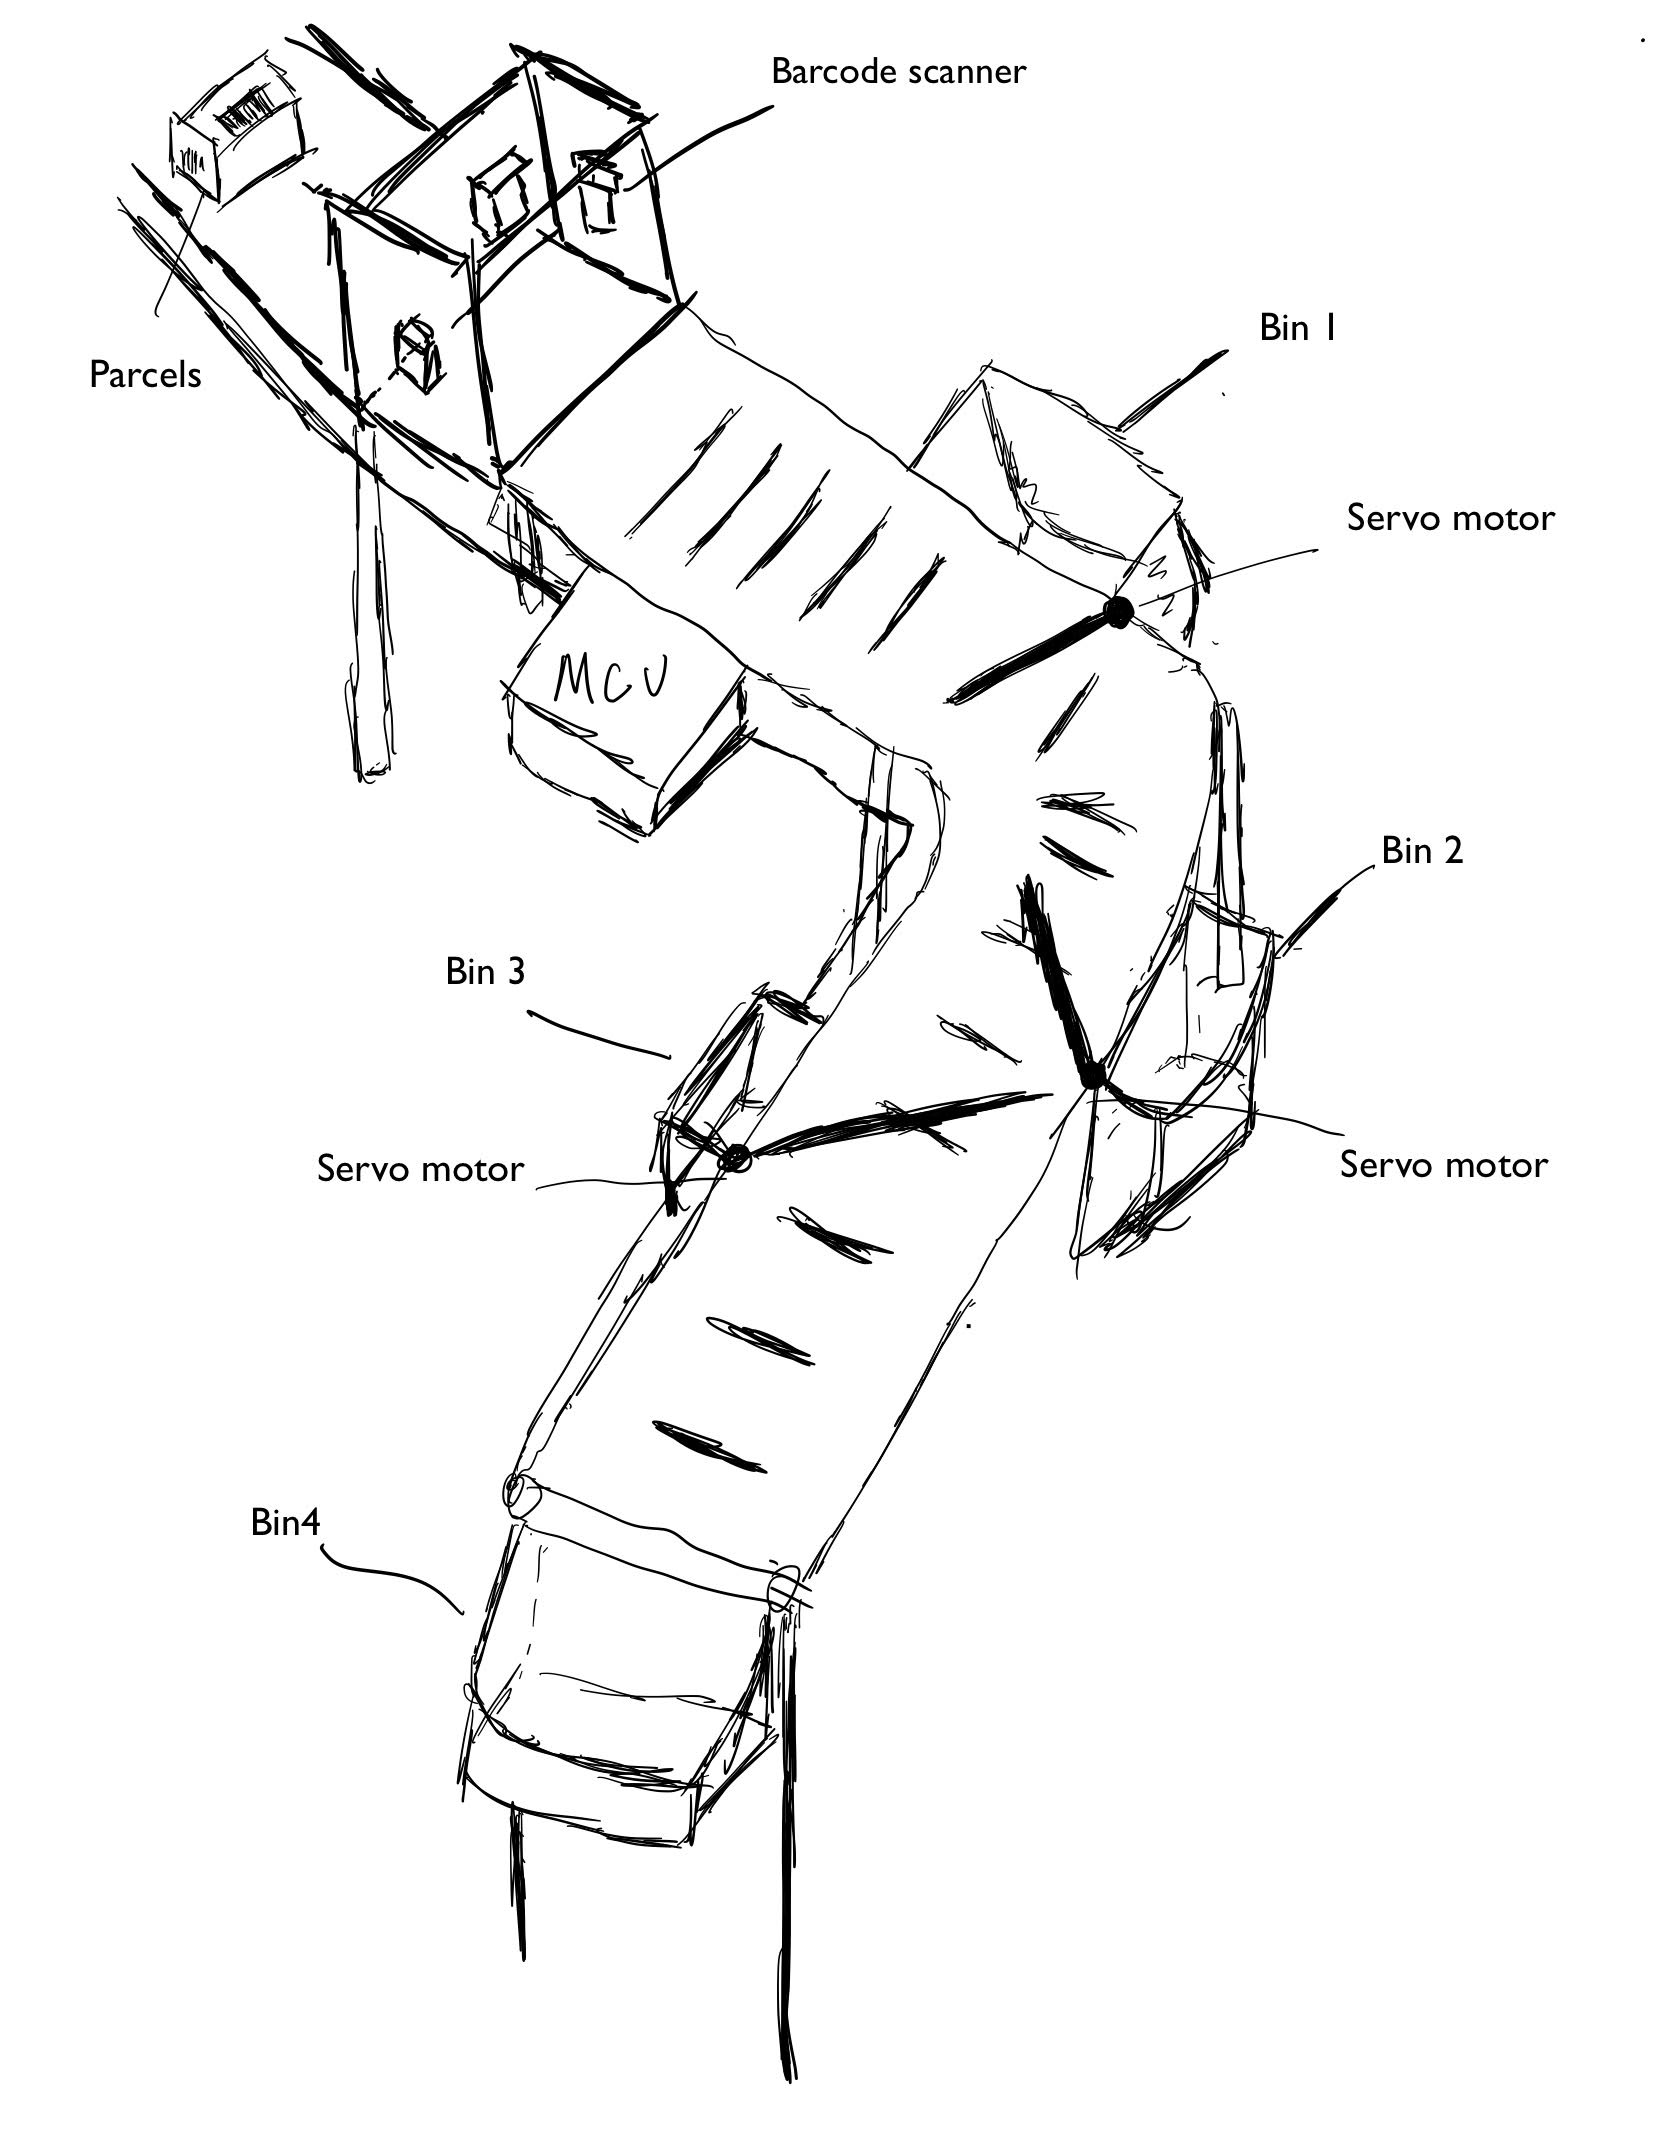 Barcode scanner
Bin 1
Parcels
Servo motor
MCU
Bin 2
Bin 3
Servo motor
Servo motor
Bin4